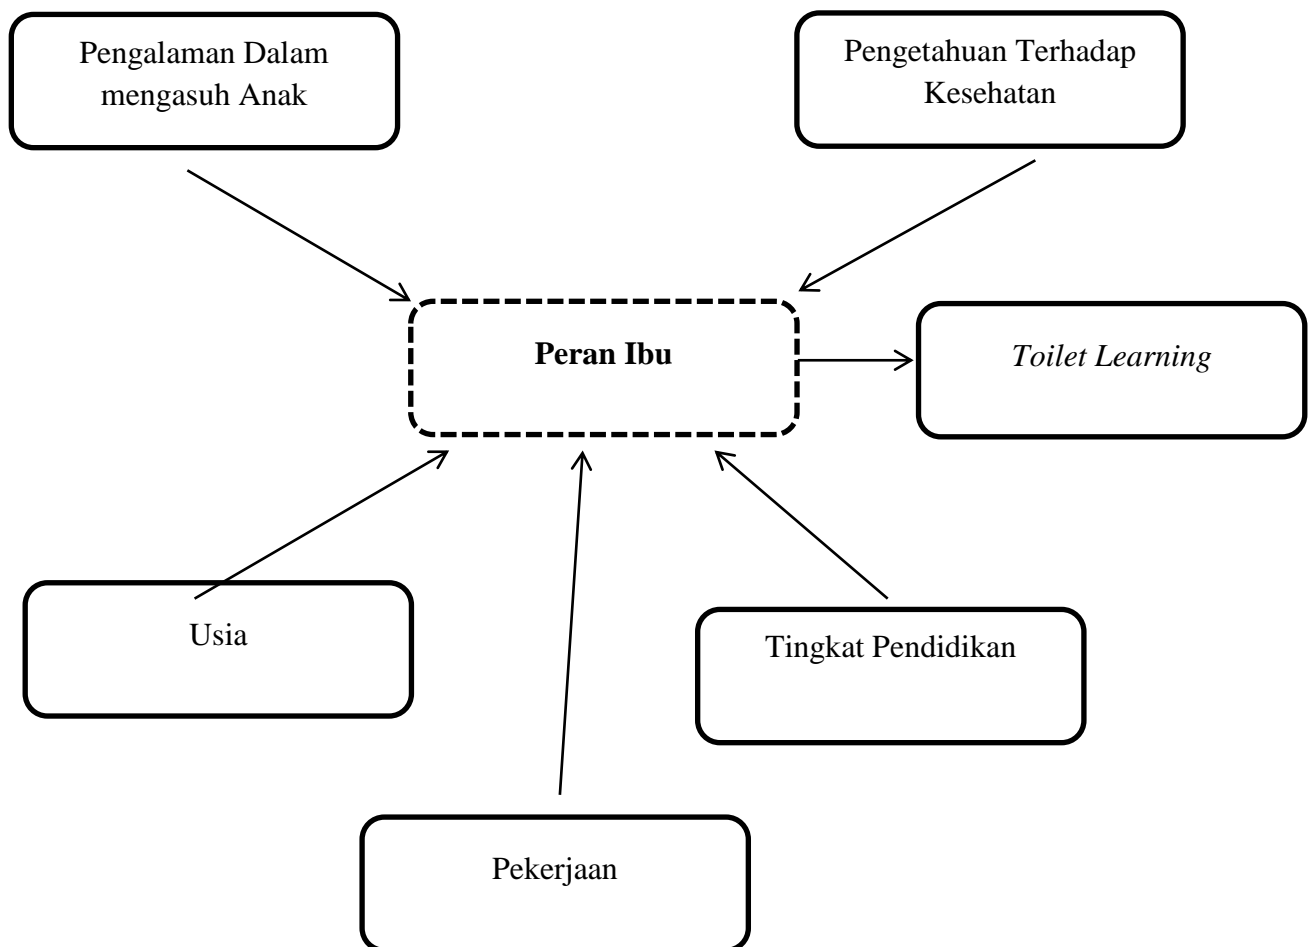 Pengalaman Dalam
mengasuh Anak
Pengetahuan Terhadap
Kesehatan
Peran Ibu
Toilet Learning
Usia
Tingkat Pendidikan
Pekerjaan